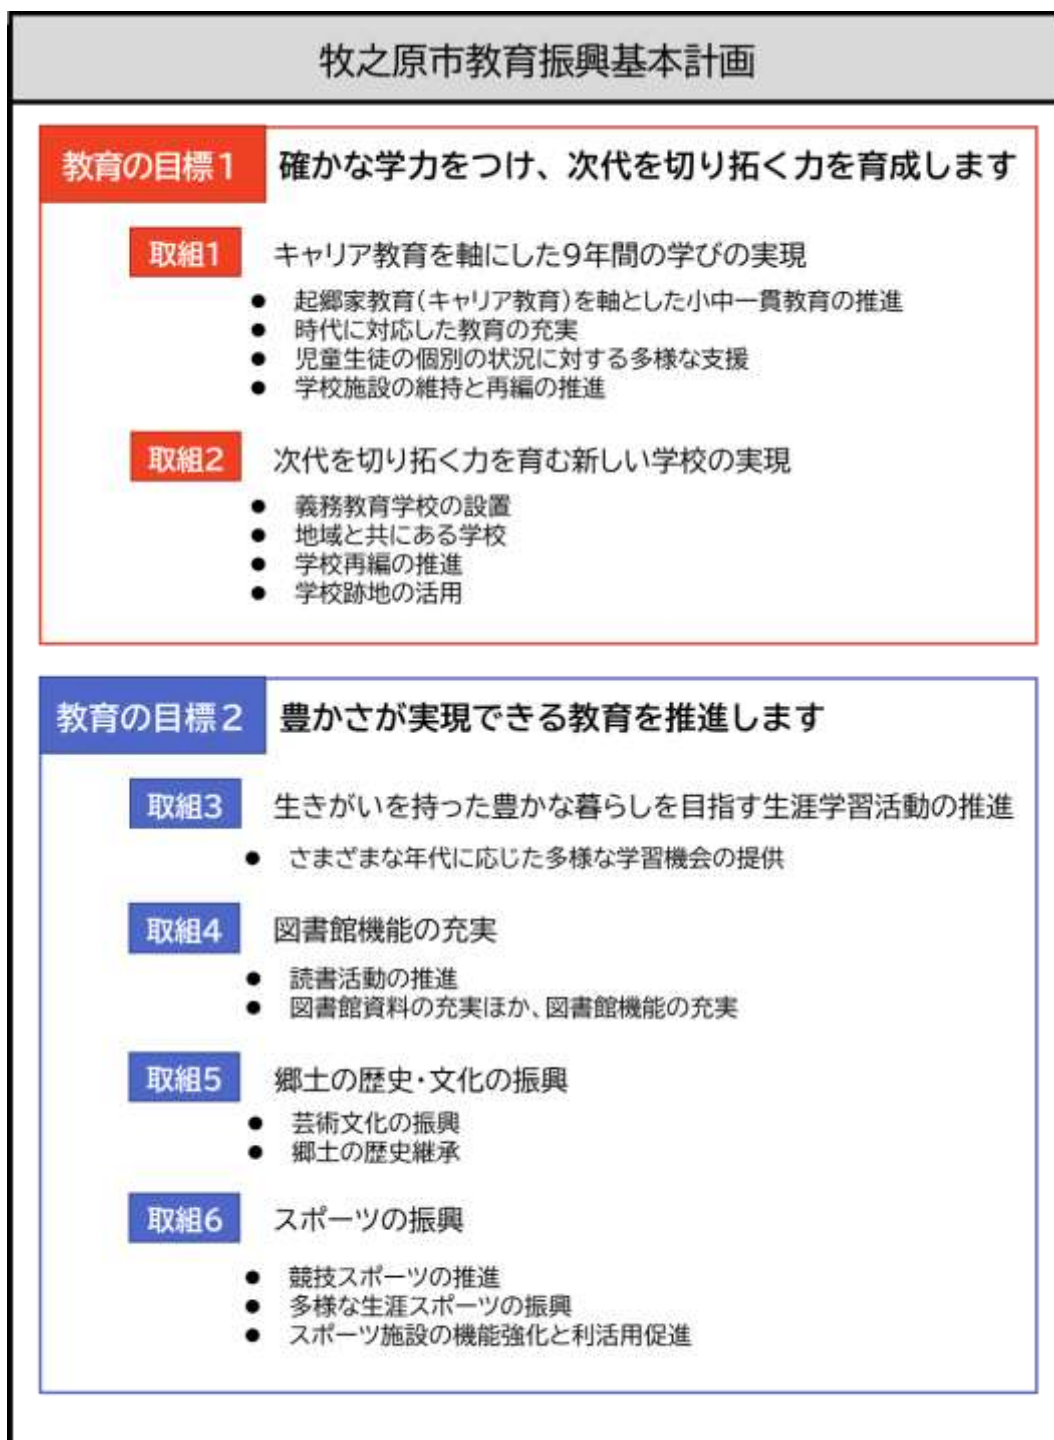 牧之原市教育振興基本計画
教育の目標1 確かな学力をつけ、次代を切り拓く力を育成します
取組1 キャリア教育を軸にした9年間の学びの実現
● 起郷家教育(キャリア教育)を軸とした小中一貫教育の推進
● 時代に対応した教育の充実
● 児童生徒の個別の状況に対する多様な支援
● 学校施設の維持と再編の推進
取組2 次代を切り拓く力を育む新しい学校の実現
● 義務教育学校の設置
● 地域と共にある学校
● 学校再編の推進
● 学校跡地の活用
教育の目標2 豊かさが実現できる教育を推進します
取組3 生きがいを持った豊かな暮らしを目指す生涯学習活動の推進
● さまざまな年代に応じた多様な学習機会の提供
取組4 図書館機能の充実
● 読書活動の推進
● 図書館資料の充実ほか、図書館機能の充実
取組5 郷土の歴史・文化の振興
● 芸術文化の振興
● 郷土の歴史継承
取組6 スポーツの振興
● 競技スポーツの推進
● 多様な生涯スポーツの振興
● スポーツ施設の機能強化と利活用促進